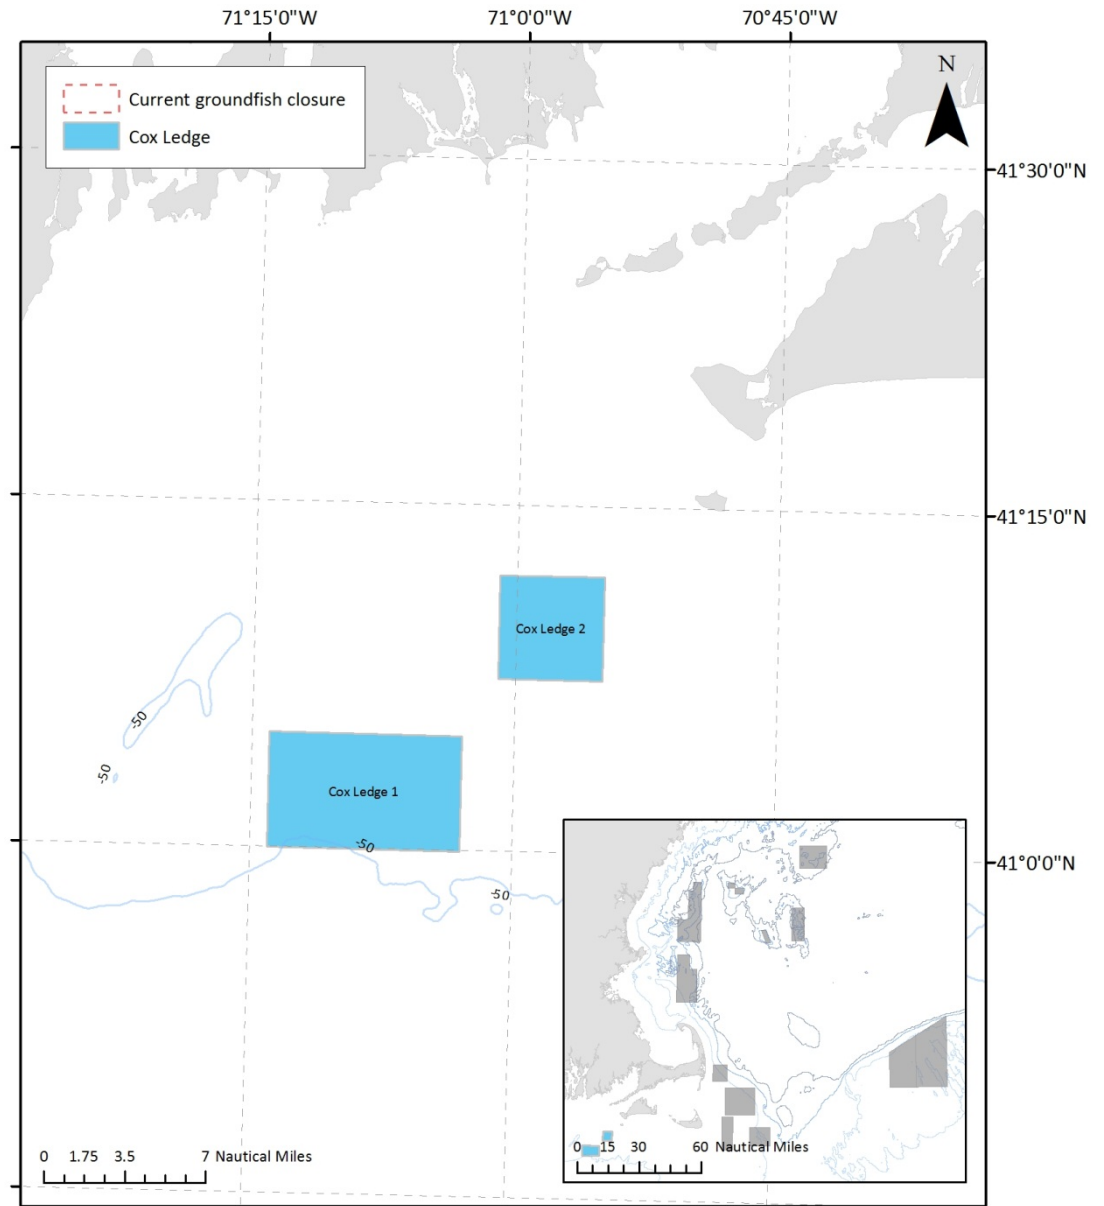 71°15'0"W 71°0'0"W 70°45'0"W
N
Current groundfish closure
Cox Ledge
41°30'0"N
41°15'0"N
Cox Ledge 2
-50
-50
Cox Ledge 1
-50
41°0'0"N
-50
0 1.75 3.5 7 Nautical Miles
0 15 30 60 Nautical Miles